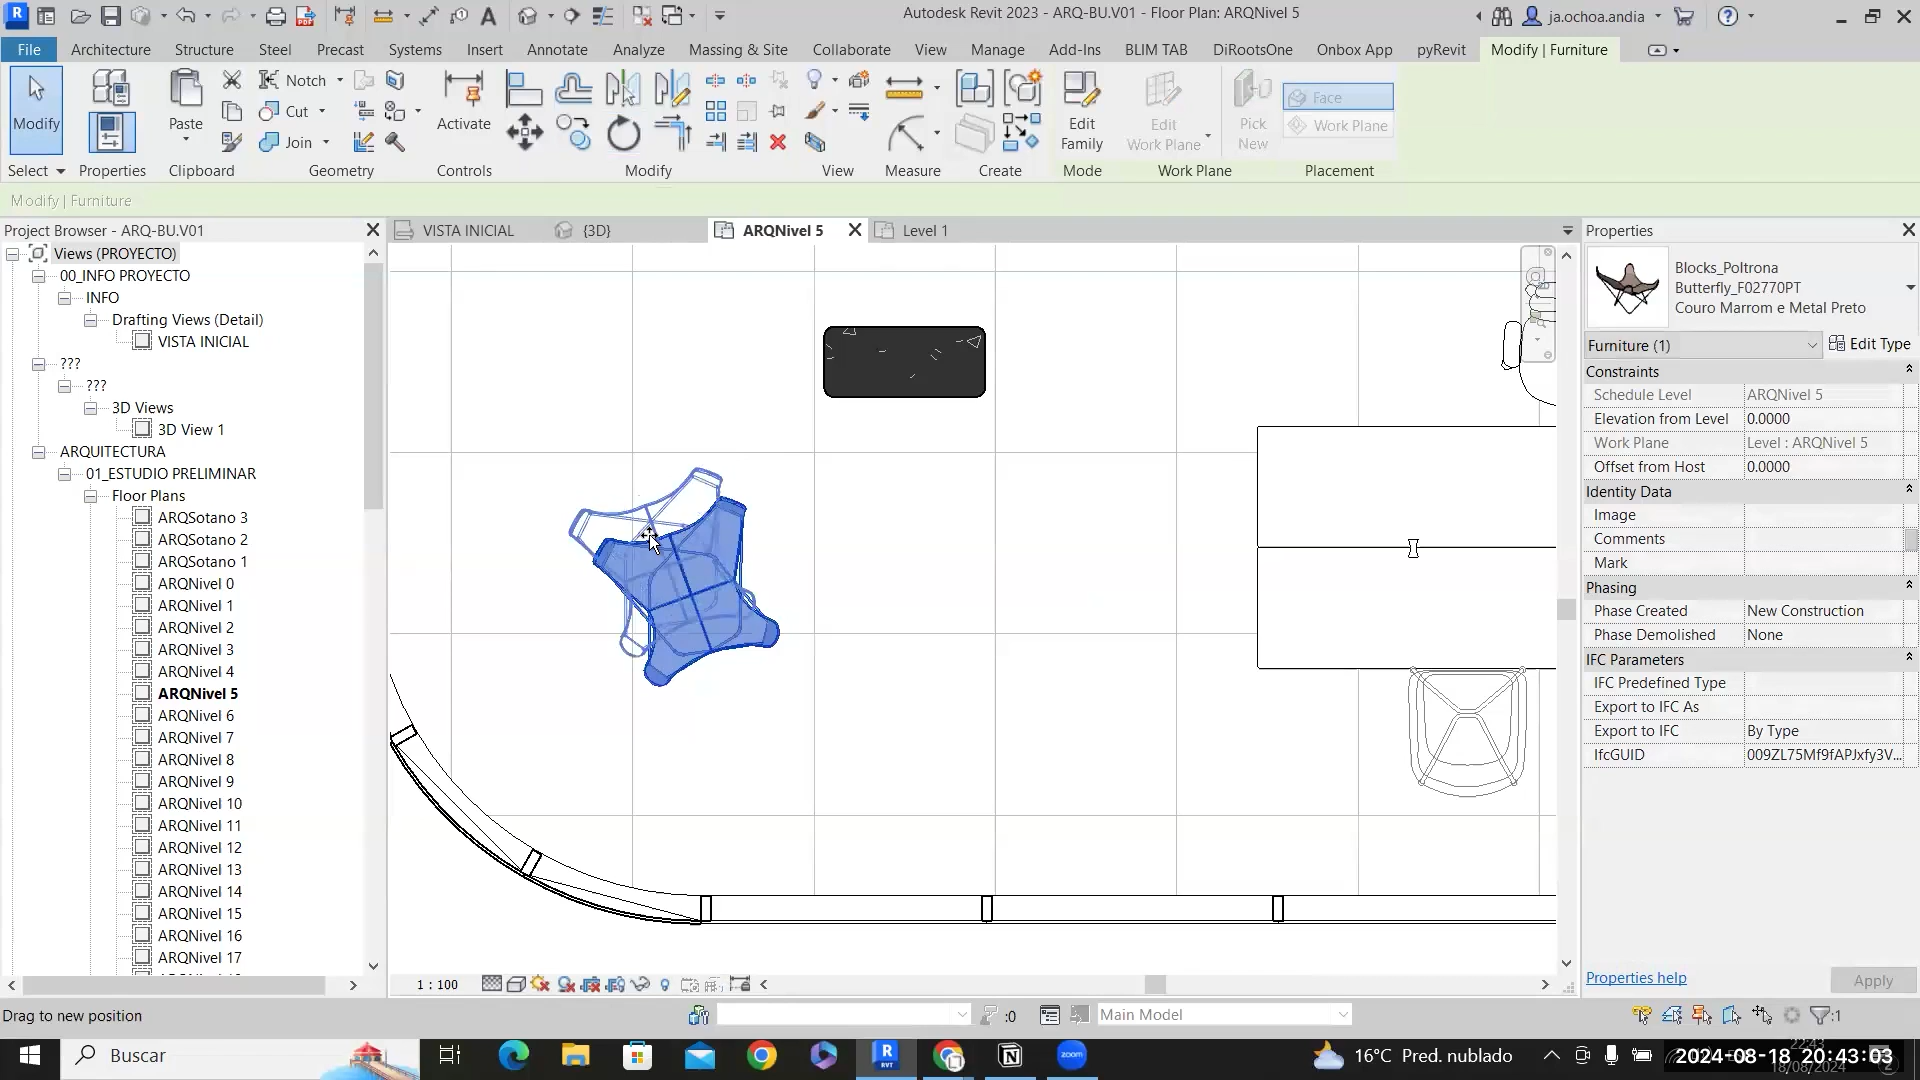 Autodesk Revit 2023 - ARQ-BU.V01 - Floor Plan: ARQNivel 5
ja.ochoa.andia
File Architecture Structure Steel Precast Systems Insert Annotate Analyze Massing & Site Collaborate View Manage Add-Ins BLIM TAB DiRootsOne Onbox App pyRevit Modify | Furniture
Modify
Paste
Notch
Cut
Join
Activate
Edit Family
Edit Work Plane
Pick New
Face
Work Plane
Select Properties Clipboard Geometry Controls Modify View Measure Create Mode Work Plane Placement
Modify | Furniture
Project Browser - ARQ-BU.V01
Views (PROYECTO)
00_INFO PROYECTO
INFO
Drafting Views (Detail)
VISTA INICIAL
???
???
3D Views
3D View 1
ARQUITECTURA
01_ESTUDIO PRELIMINAR
Floor Plans
ARQSotano 3
ARQSotano 2
ARQSotano 1
ARQNivel 0
ARQNivel 1
ARQNivel 2
ARQNivel 3
ARQNivel 4
ARQNivel 5
ARQNivel 6
ARQNivel 7
ARQNivel 8
ARQNivel 9
ARQNivel 10
ARQNivel 11
ARQNivel 12
ARQNivel 13
ARQNivel 14
ARQNivel 15
ARQNivel 16
ARQNivel 17
VISTA INICIAL {3D} ARQNivel 5 Level 1
1 : 100
Properties
Blocks_Poltrona
Butterfly_F02770PT
Couro Marrom e Metal Preto
Furniture (1) Edit Type
Constraints
Schedule Level ARQNivel 5
Elevation from Level 0.0000
Work Plane Level : ARQNivel 5
Offset from Host 0.0000
Identity Data
Image
Comments
Mark
Phasing
Phase Created New Construction
Phase Demolished None
IFC Parameters
IFC Predefined Type
Export to IFC As
Export to IFC By Type
IfcGUID 009ZL75Mf9fAPJxfy3V...
Properties help Apply
Drag to new position
:0
Main Model
:1
Buscar
zoom
16°C Pred. nublado
22:43
2024-08-18 20:43:03
18/08/2024